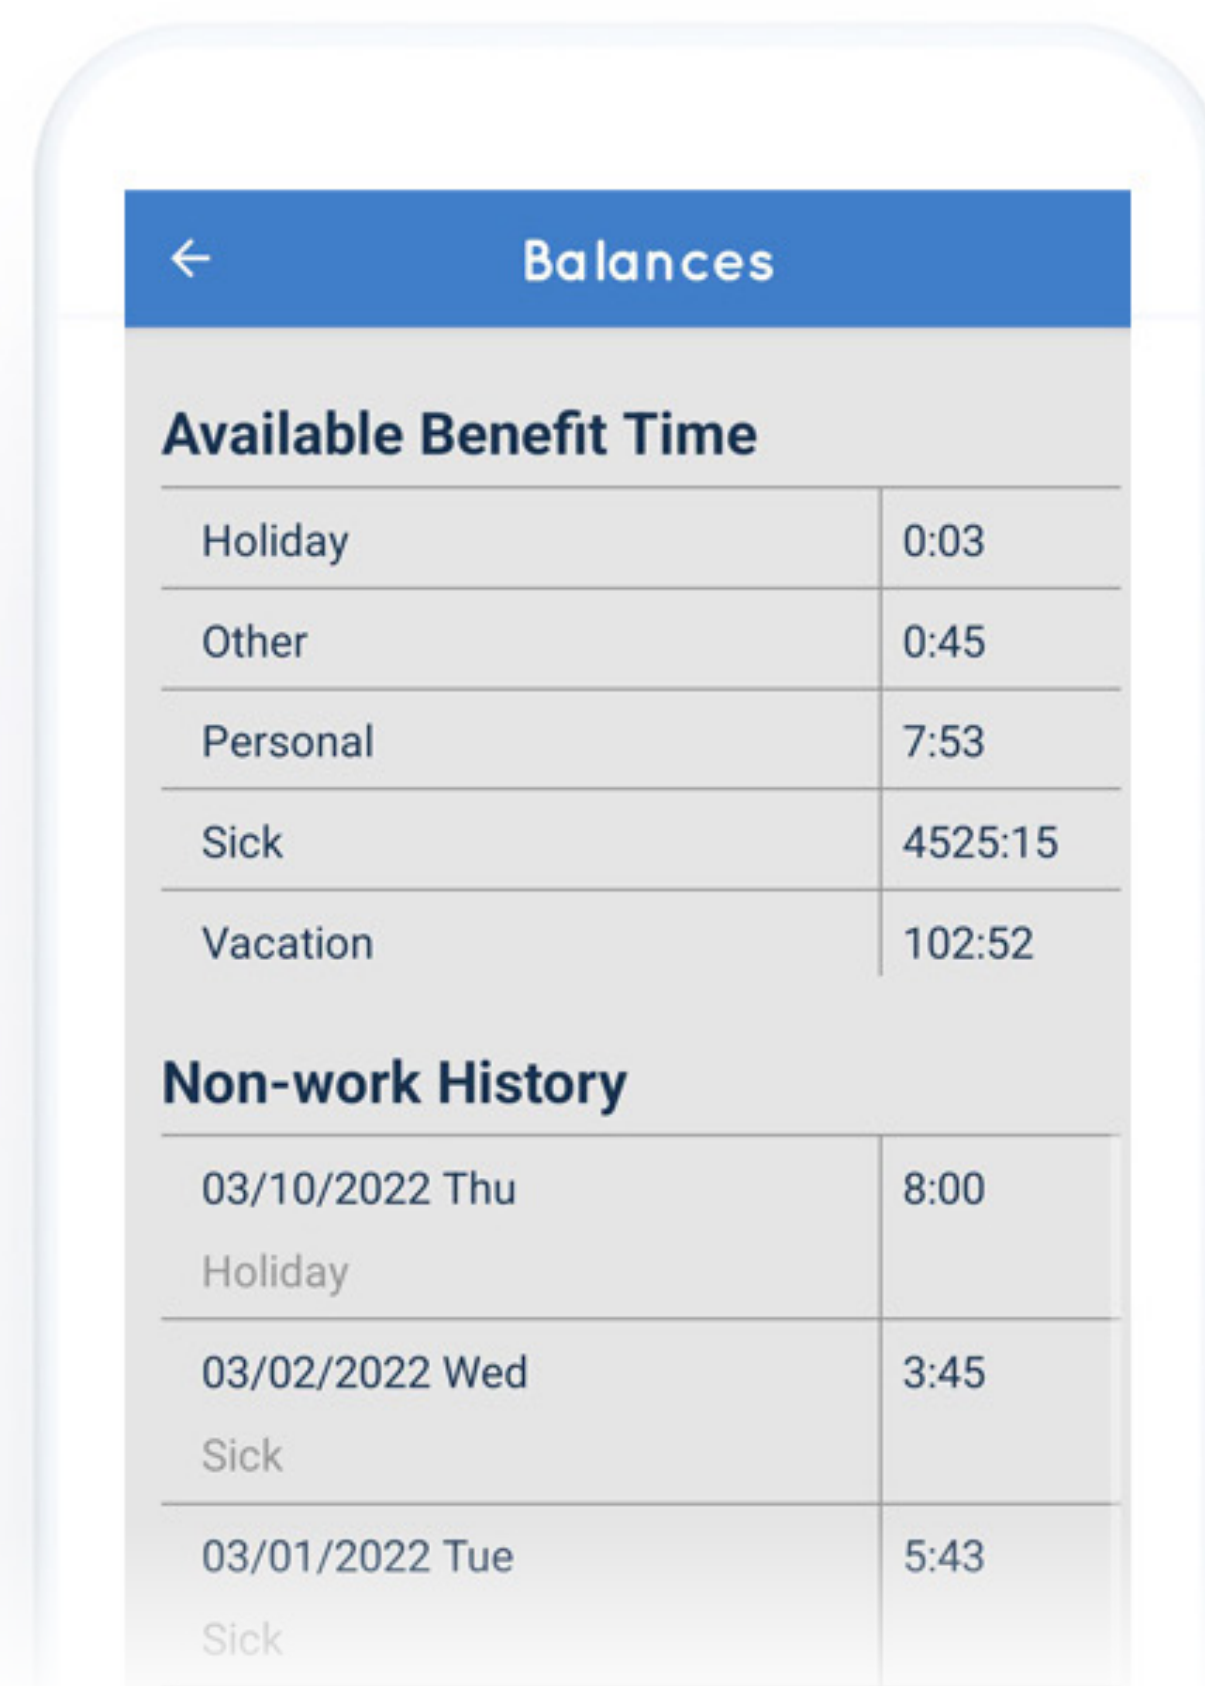 Balances
Available Benefit Time
Holiday 0:03
Other 0:45
Personal 7:53
Sick 4525:15
Vacation 102:52
Non-work History
03/10/2022 Thu 8:00
Holiday
03/02/2022 Wed 3:45
Sick
03/01/2022 Tue 5:43
Sick